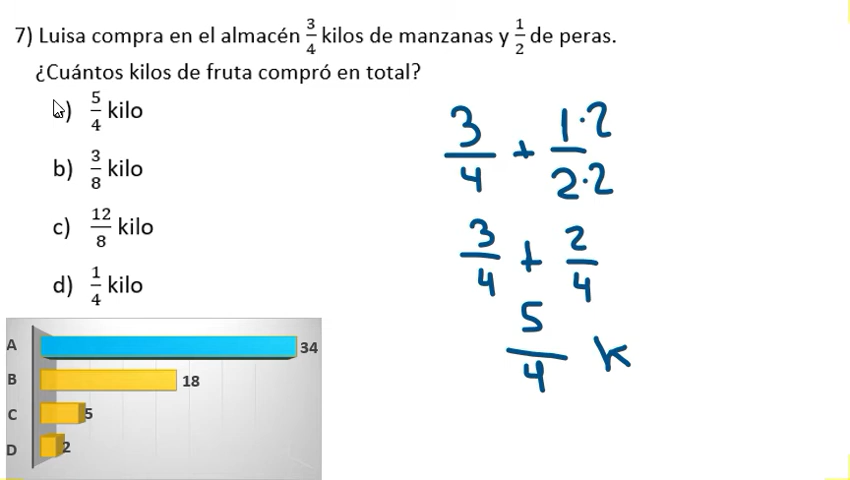 7) Luisa compra en el almacén 3/4 kilos de manzanas y 1/2 de peras.
¿Cuántos kilos de fruta compró en total?
) 5/4 kilo
b) 3/8 kilo
c) 12/8 kilo
d) 1/4 kilo
3/4 + 1·2/2·2
3/4 + 2/4
5/4 k
A 34
B 18
C 5
D 2